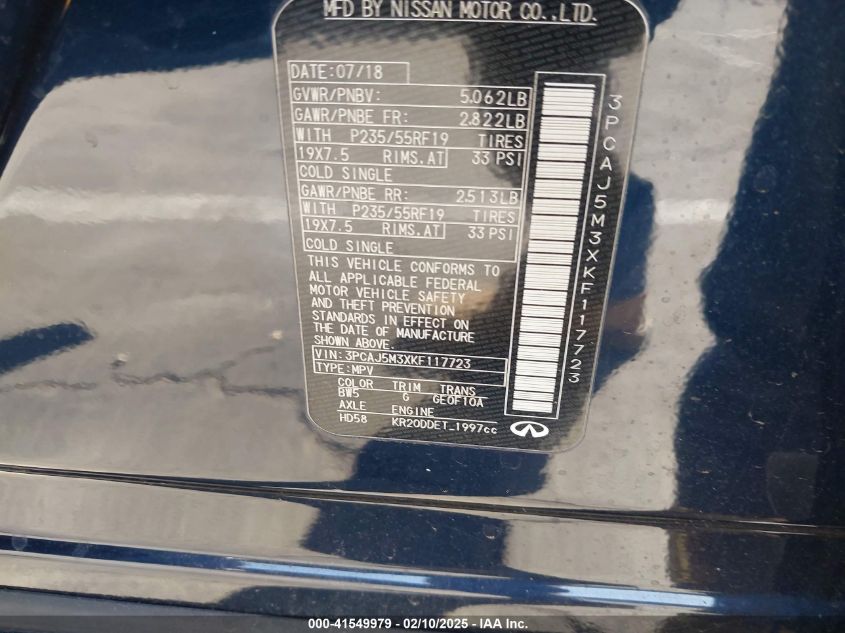 MFD BY NISSAN MOTOR CO.,LTD.
DATE:07/18
GVWR/PNBV: 5.062LB
GAWR/PNBE FR: 2.822LB
WITH P235/55RF19 TIRES
19X7.5 RIMS.AT 33 PSI
COLD SINGLE
GAWR/PNBE RR: 2.513LB
WITH P235/55RF19 TIRES
19X7.5 RIMS.AT 33 PSI
COLD SINGLE
THIS VEHICLE CONFORMS TO
ALL APPLICABLE FEDERAL
MOTOR VEHICLE SAFETY
AND THEFT PREVENTION
STANDARDS IN EFFECT ON
THE DATE OF MANUFACTURE
SHOWN ABOVE.
VIN:3PCAJ5M3XKF117723
TYPE:MPV
COLOR TRIM TRANS
BW5 G GE0F10A
AXLE ENGINE
HD58 KR20DDET_1997cc
3PCAJ5M3XKF117723
000-41549979 - 02/10/2025 - IAA Inc.